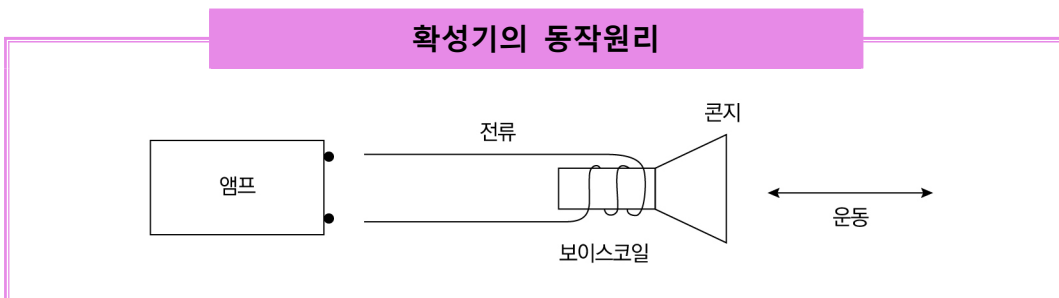 확성기의 동작원리
콘지
전류
앰프
운동
보이스코일